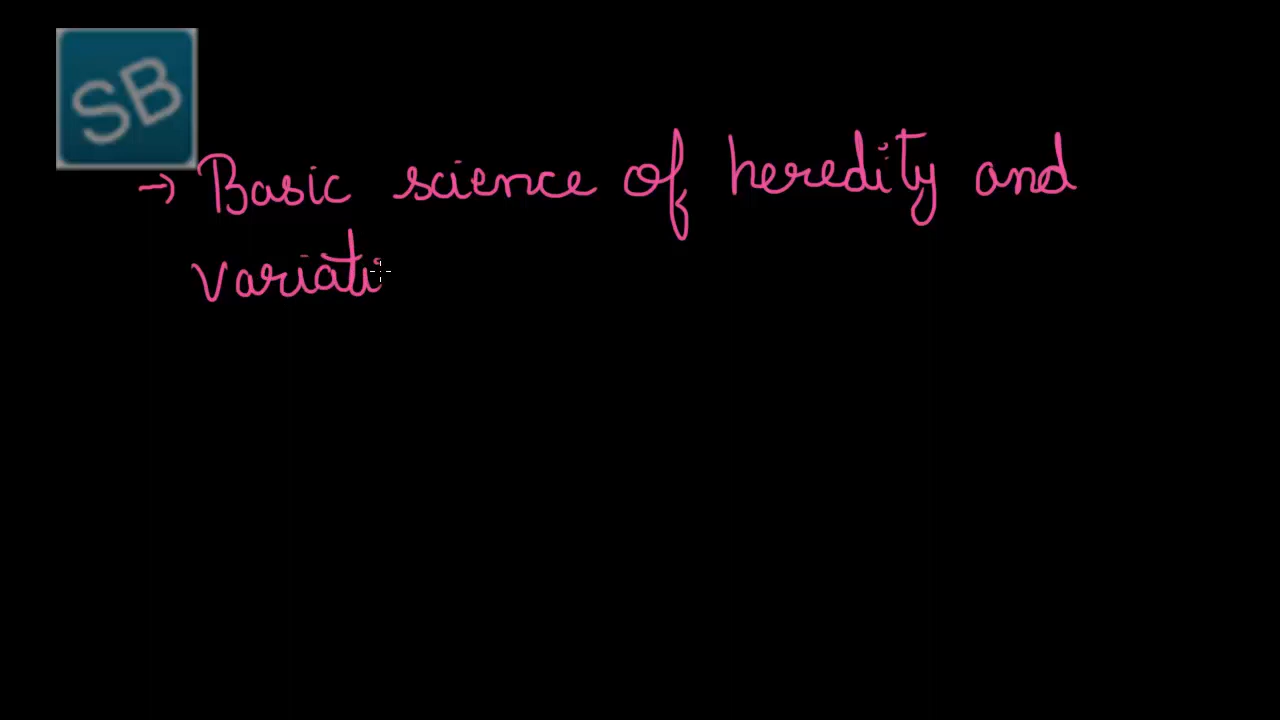 SB
→ Basic science of heredity and
variati